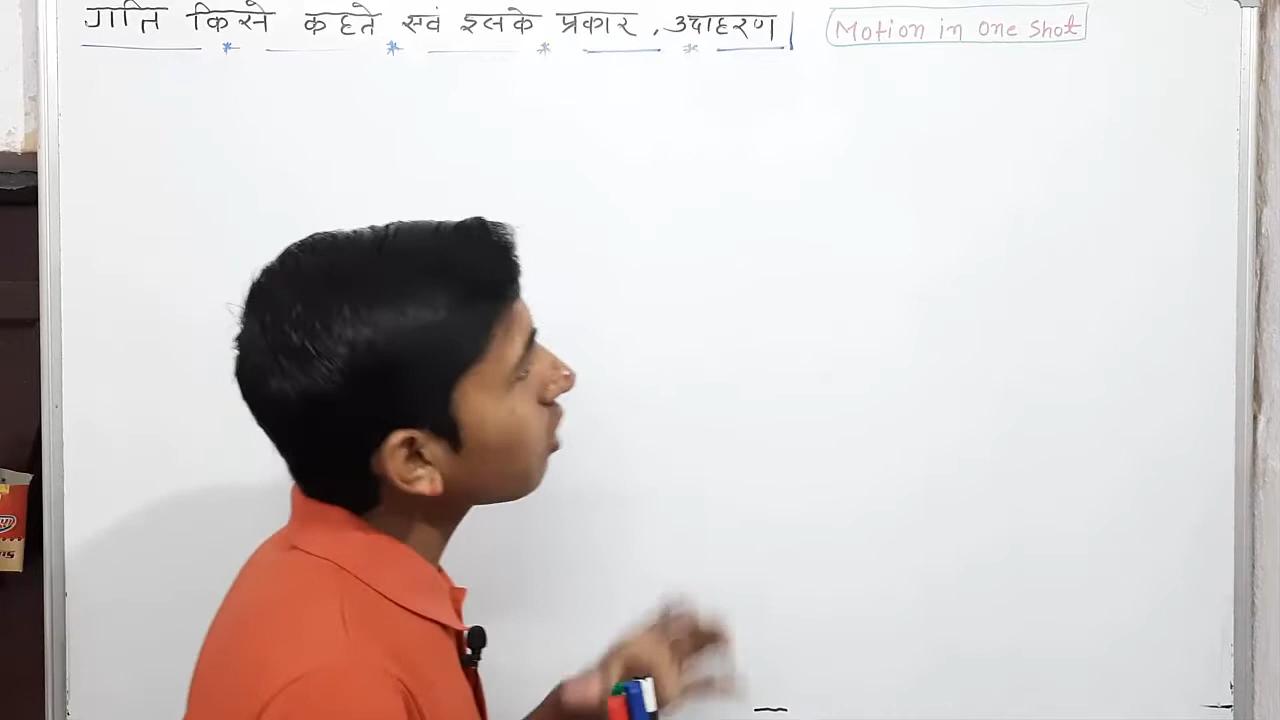 गति किसे कहते एवं इसके प्रकार, उदाहरण|
Motion in One Shot